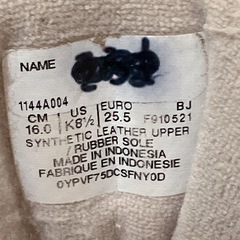 NAME
1144A004 BJ
CM US EURO
16.0 K8½ 25.5 F910521
SYNTHETIC LEATHER UPPER
/ RUBBER SOLE
MADE IN INDONESIA
FABRIQUE EN INDONESIE
0YPVF75DCSFNY0D